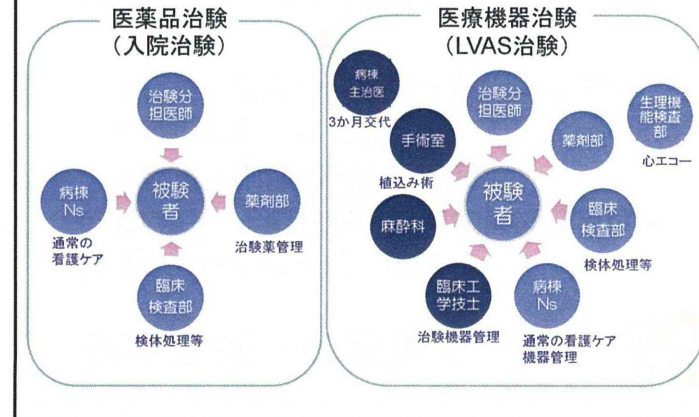 医薬品治験
（入院治験）
治験分
担医師
病棟
Ns
通常の
看護ケア
被験
者
薬剤部
治験薬管理
臨床
検査部
検体処理等
医療機器治験
（LVAS治験）
病棟
主治医
3か月交代
手術室
植込み術
麻酔科
臨床工
学技士
治験機器管理
治験分
担医師
被験
者
薬剤部
生理機
能検査
部
心エコー
臨床
検査部
検体処理等
病棟
Ns
通常の看護ケア
機器管理